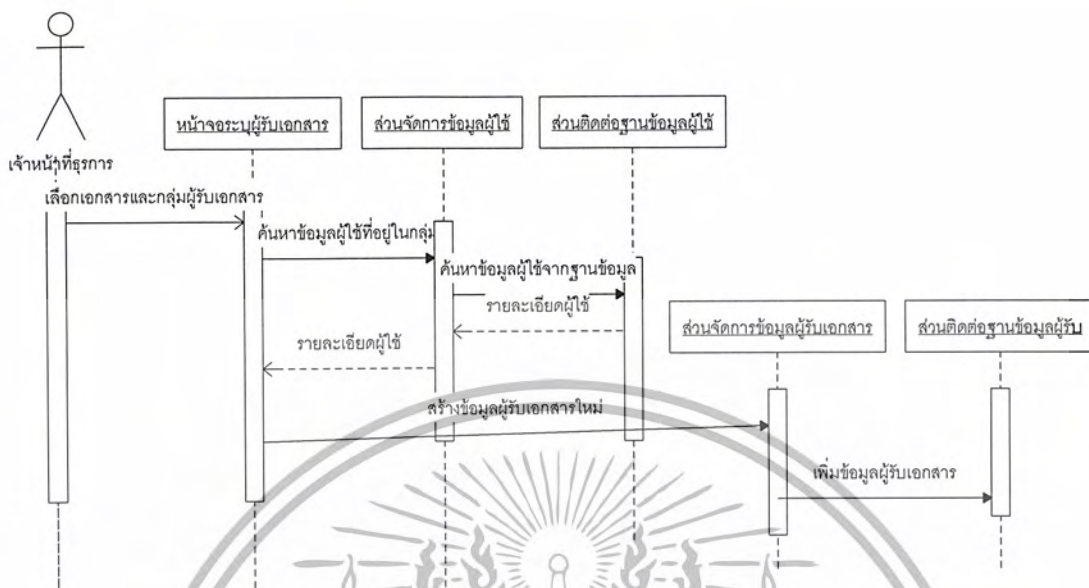 หน้าจอระบุผู้รับเอกสาร
ส่วนจัดการข้อมูลผู้ใช้
ส่วนติดต่อฐานข้อมูลผู้ใช้
เจ้าหน้าที่ธุรการ
เลือกเอกสารและกลุ่มผู้รับเอกสาร
ค้นหาข้อมูลผู้ใช้ที่อยู่ในกลุ่ม
ค้นหาข้อมูลผู้ใช้จากฐานข้อมูล
รายละเอียดผู้ใช้
รายละเอียดผู้ใช้
ส่วนจัดการข้อมูลผู้รับเอกสาร
ส่วนติดต่อฐานข้อมูลผู้รับ
สร้างข้อมูลผู้รับเอกสารใหม่
เพิ่มข้อมูลผู้รับเอกสาร